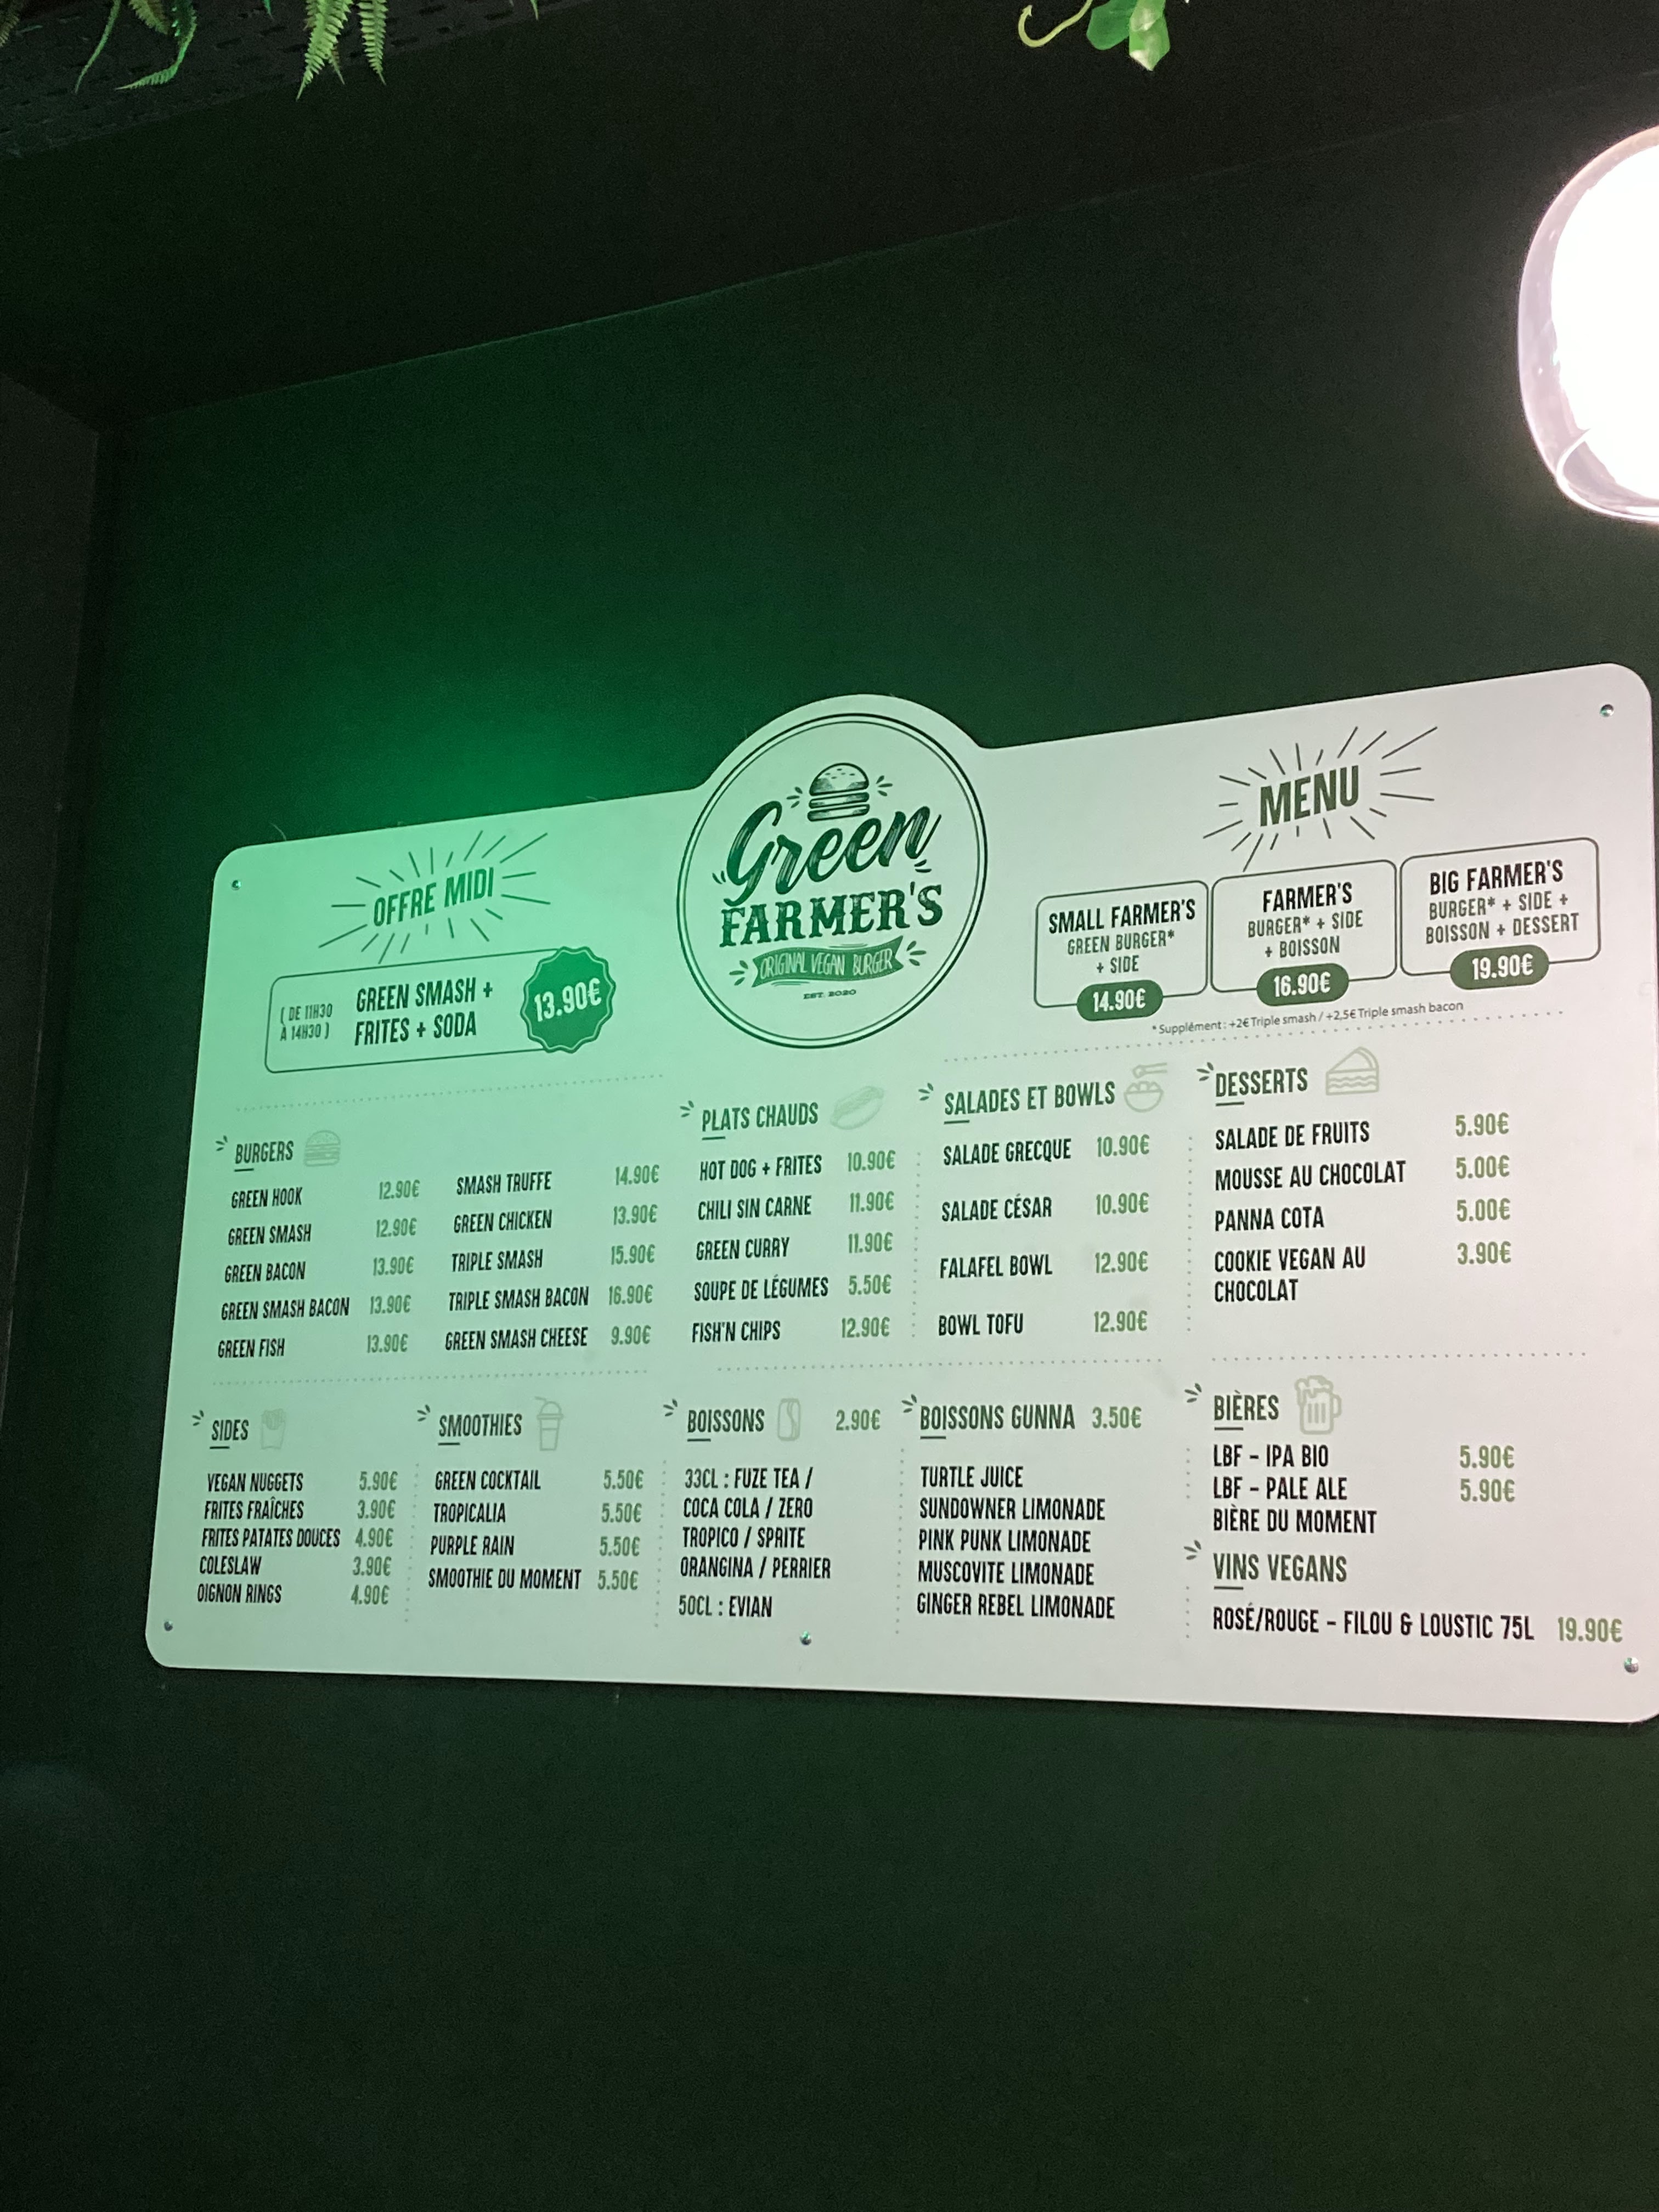 OFFRE MIDI
( DE 11H30
À 14H30 )
GREEN SMASH +
FRITES + SODA
13.90€
Green
FARMER'S
ORIGINAL VEGAN BURGER
EST. 2020
MENU
SMALL FARMER'S
GREEN BURGER*
+ SIDE
14.90€
FARMER'S
BURGER* + SIDE
+ BOISSON
16.90€
BIG FARMER'S
BURGER* + SIDE +
BOISSON + DESSERT
19.90€
* Supplément : +2€ Triple smash / +2,5€ Triple smash bacon
BURGERS
GREEN HOOK 12.90€
GREEN SMASH 12.90€
GREEN BACON 13.90€
GREEN SMASH BACON 13.90€
GREEN FISH 13.90€
SMASH TRUFFE 14.90€
GREEN CHICKEN 13.90€
TRIPLE SMASH 15.90€
TRIPLE SMASH BACON 16.90€
GREEN SMASH CHEESE 9.90€
PLATS CHAUDS
HOT DOG + FRITES 10.90€
CHILI SIN CARNE 11.90€
GREEN CURRY 11.90€
SOUPE DE LÉGUMES 5.50€
FISH'N CHIPS 12.90€
SALADES ET BOWLS
SALADE GRECQUE 10.90€
SALADE CÉSAR 10.90€
FALAFEL BOWL 12.90€
BOWL TOFU 12.90€
DESSERTS
SALADE DE FRUITS 5.90€
MOUSSE AU CHOCOLAT 5.00€
PANNA COTA 5.00€
COOKIE VEGAN AU 3.90€
CHOCOLAT
SIDES
VEGAN NUGGETS 5.90€
FRITES FRAÎCHES 3.90€
FRITES PATATES DOUCES 4.90€
COLESLAW 3.90€
OIGNON RINGS 4.90€
SMOOTHIES
GREEN COCKTAIL 5.50€
TROPICALIA 5.50€
PURPLE RAIN 5.50€
SMOOTHIE DU MOMENT 5.50€
BOISSONS 2.90€
33CL : FUZE TEA /
COCA COLA / ZERO
TROPICO / SPRITE
ORANGINA / PERRIER
50CL : EVIAN
BOISSONS GUNNA 3.50€
TURTLE JUICE
SUNDOWNER LIMONADE
PINK PUNK LIMONADE
MUSCOVITE LIMONADE
GINGER REBEL LIMONADE
BIÈRES
LBF - IPA BIO 5.90€
LBF - PALE ALE 5.90€
BIÈRE DU MOMENT
VINS VEGANS
ROSÉ/ROUGE - FILOU & LOUSTIC 75L 19.90€